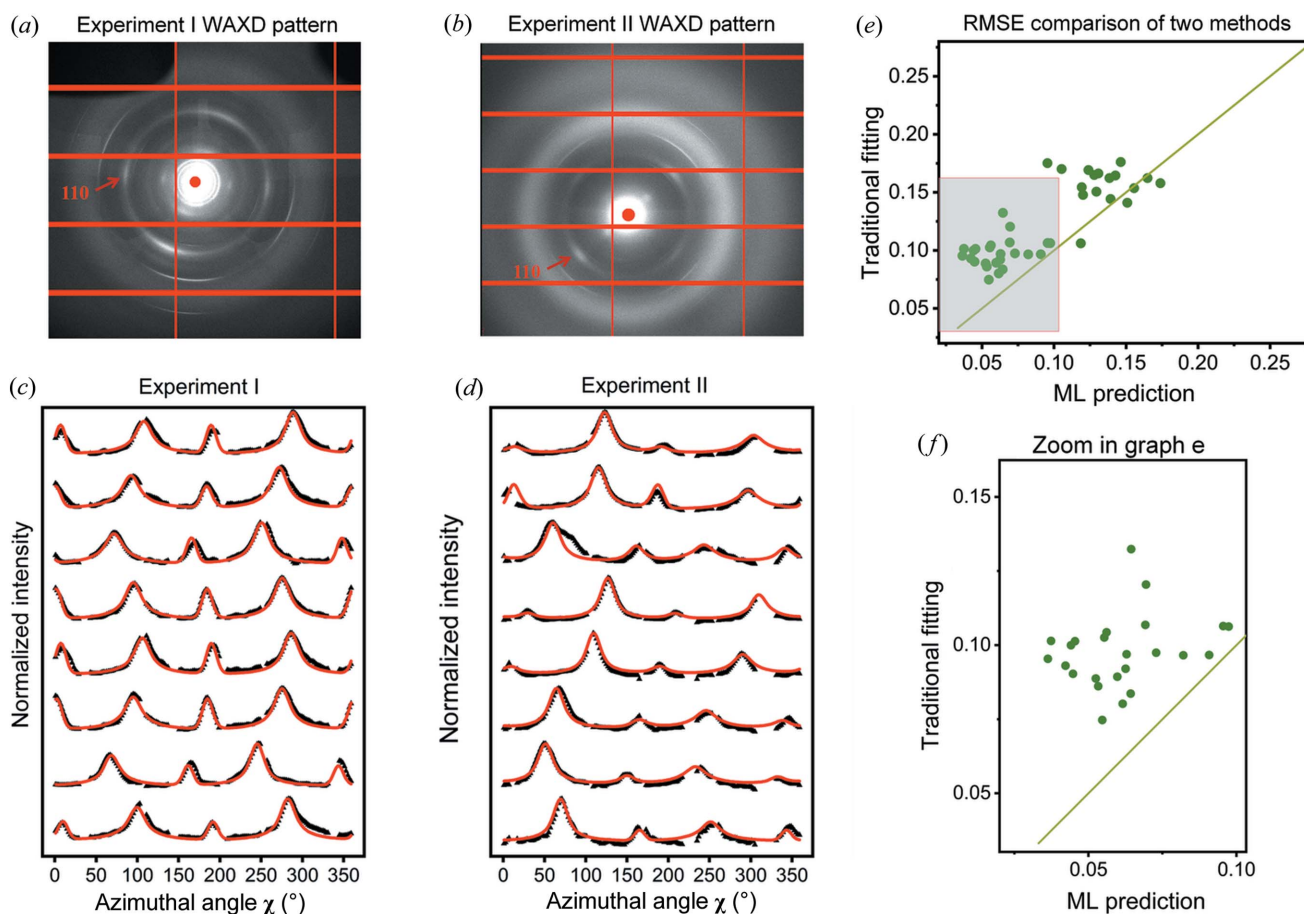 (a) Experiment I WAXD pattern
110
(b) Experiment II WAXD pattern
110
(e) RMSE comparison of two methods
Traditional fitting
0.25
0.20
0.15
0.10
0.05
0.05 0.10 0.15 0.20 0.25
ML prediction
(c) Experiment I
Normalized intensity
0 50 100 150 200 250 300 350
Azimuthal angle χ (°)
(d) Experiment II
Normalized intensity
0 50 100 150 200 250 300 350
Azimuthal angle χ (°)
(f) Zoom in graph e
Traditional fitting
0.15
0.10
0.05
0.05 0.10
ML prediction